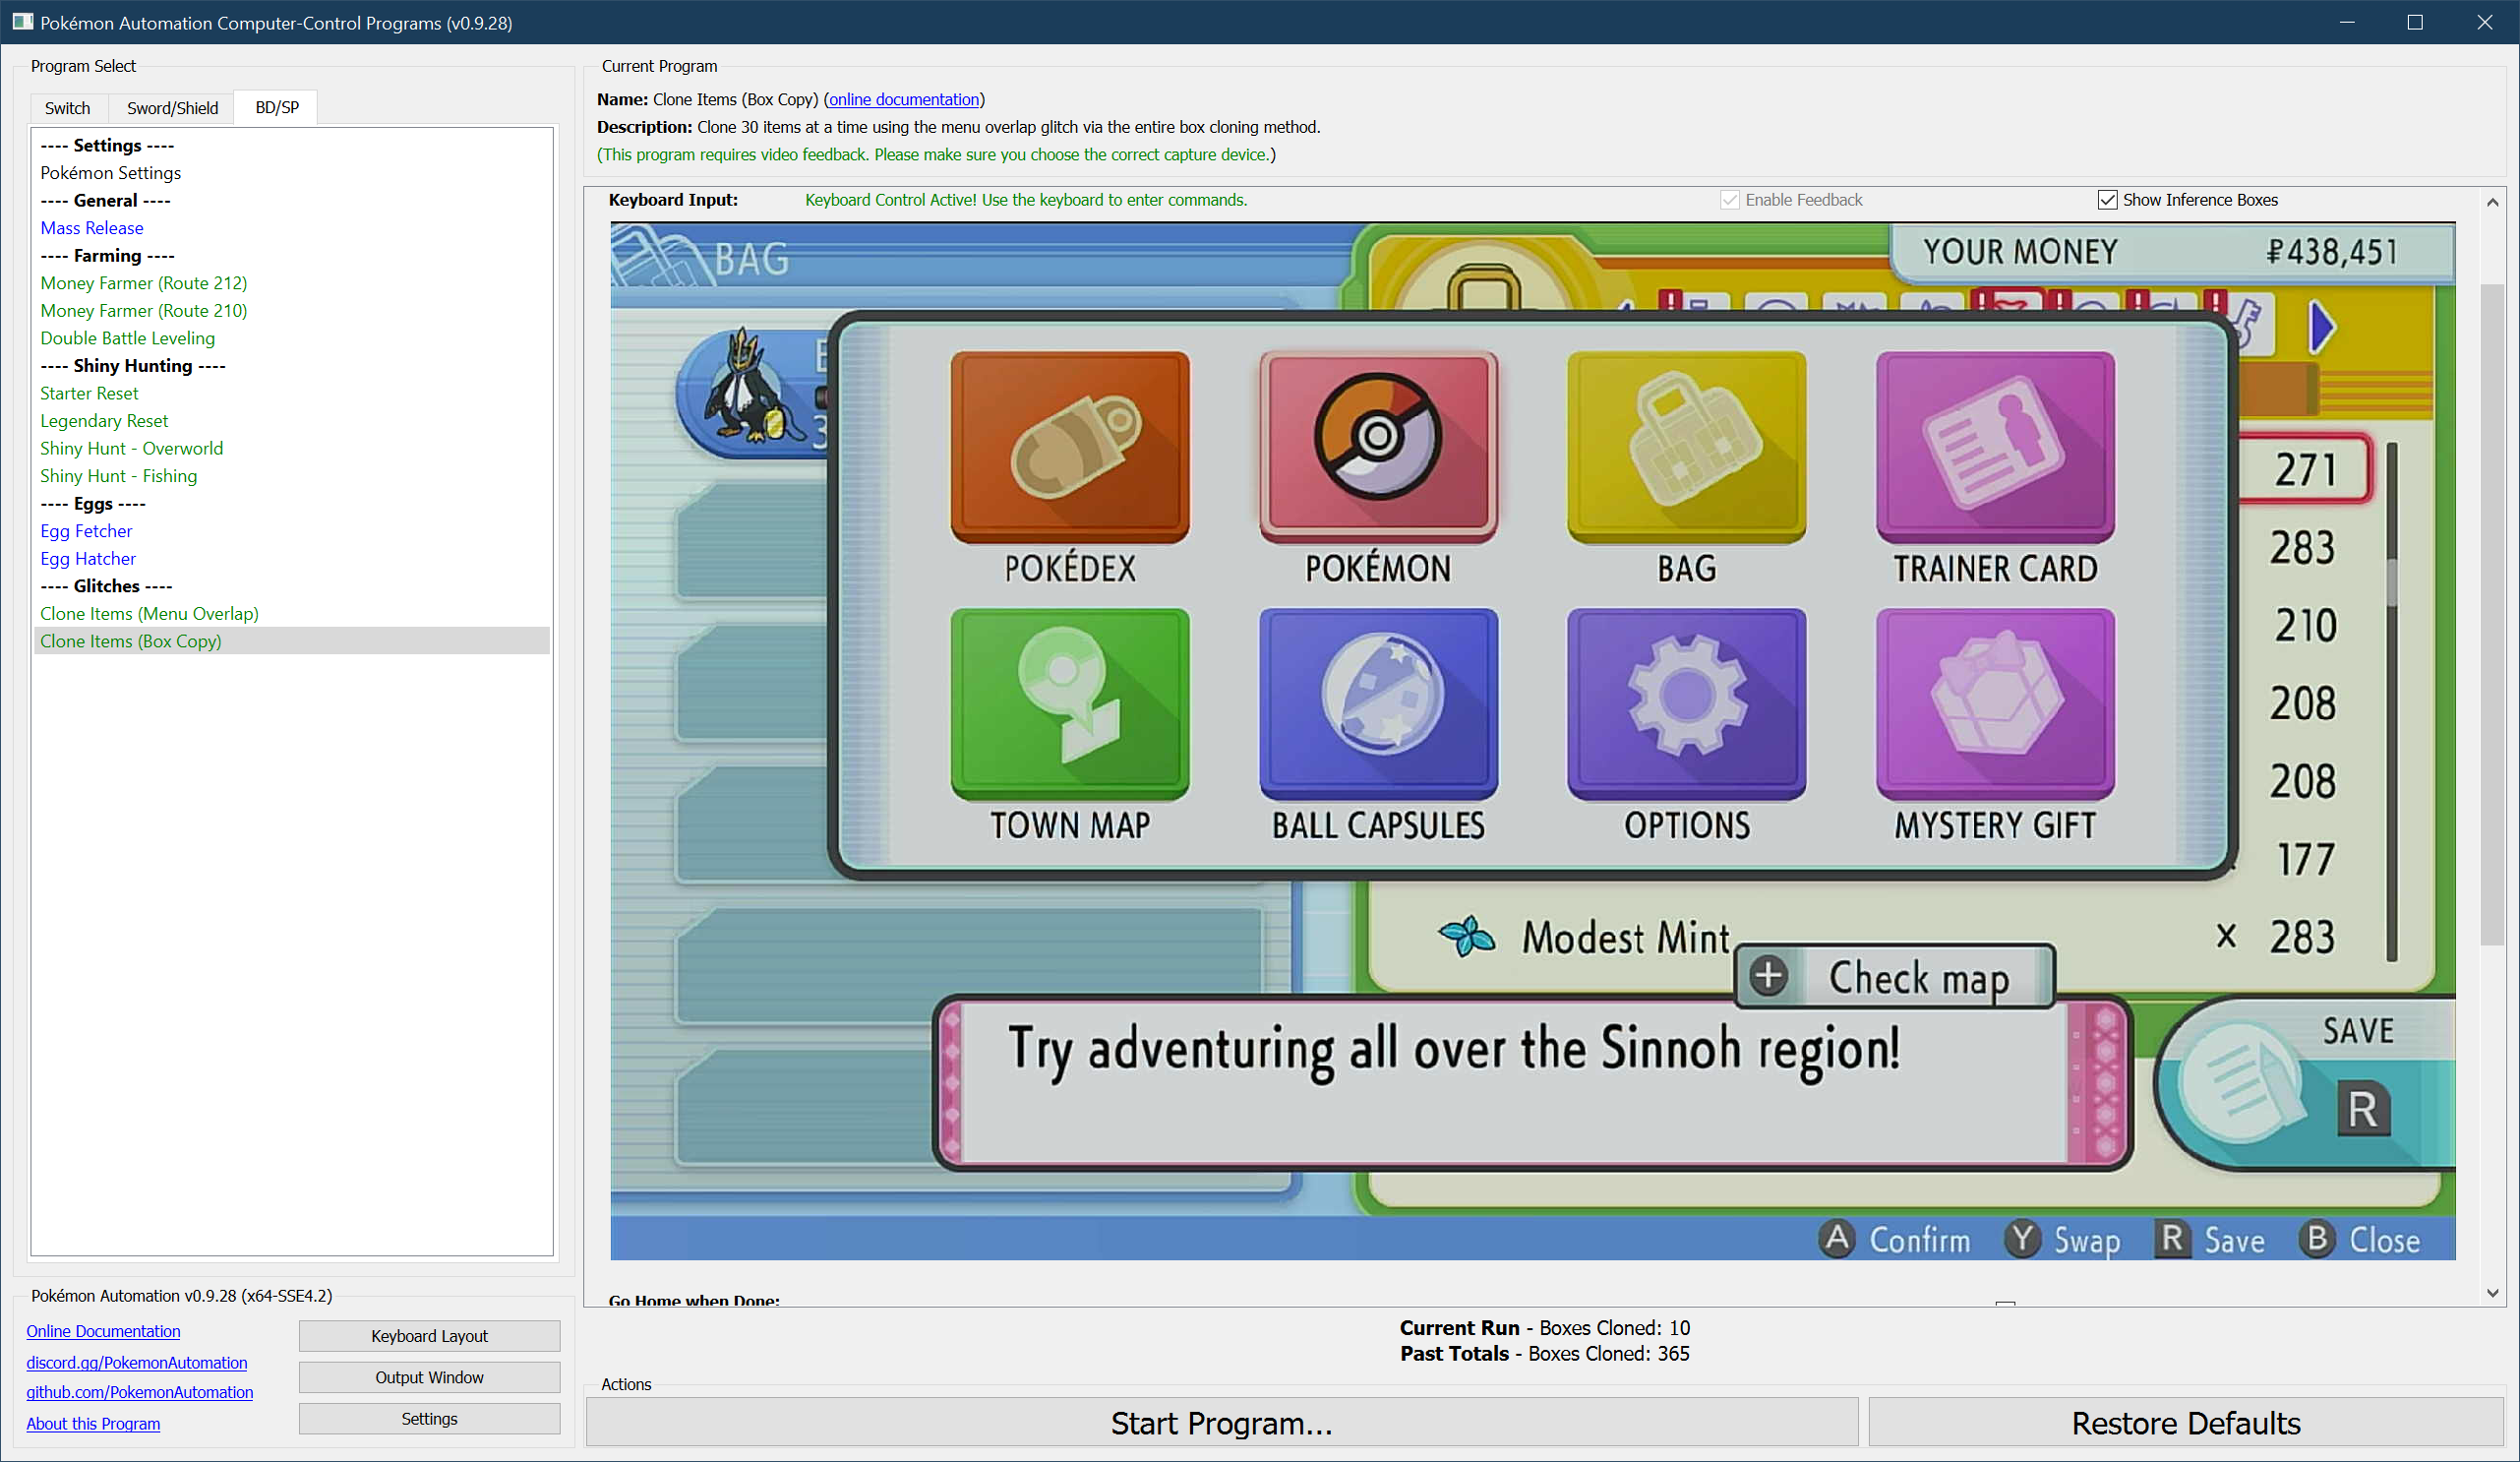 Pokémon Automation Computer-Control Programs (v0.9.28)
Program Select
Switch
Sword/Shield
BD/SP
---- Settings ----
Pokémon Settings
---- General ----
Mass Release
---- Farming ----
Money Farmer (Route 212)
Money Farmer (Route 210)
Double Battle Leveling
---- Shiny Hunting ----
Starter Reset
Legendary Reset
Shiny Hunt - Overworld
Shiny Hunt - Fishing
---- Eggs ----
Egg Fetcher
Egg Hatcher
---- Glitches ----
Clone Items (Menu Overlap)
Clone Items (Box Copy)
Pokémon Automation v0.9.28 (x64-SSE4.2)
Online Documentation
discord.gg/PokemonAutomation
github.com/PokemonAutomation
About this Program
Keyboard Layout
Output Window
Settings
Current Program
Name: Clone Items (Box Copy) (online documentation)
Description: Clone 30 items at a time using the menu overlap glitch via the entire box cloning method.
(This program requires video feedback. Please make sure you choose the correct capture device.)
Keyboard Input:
Keyboard Control Active! Use the keyboard to enter commands.
Enable Feedback
Show Inference Boxes
BAG
YOUR MONEY
₽438,451
POKÉDEX
POKÉMON
BAG
TRAINER CARD
TOWN MAP
BALL CAPSULES
OPTIONS
MYSTERY GIFT
271
283
210
208
208
177
Modest Mint
x 283
Check map
Try adventuring all over the Sinnoh region!
SAVE
R
A Confirm
Y Swap
R Save
B Close
Go Home when Done:
Current Run - Boxes Cloned: 10
Past Totals - Boxes Cloned: 365
Actions
Start Program...
Restore Defaults